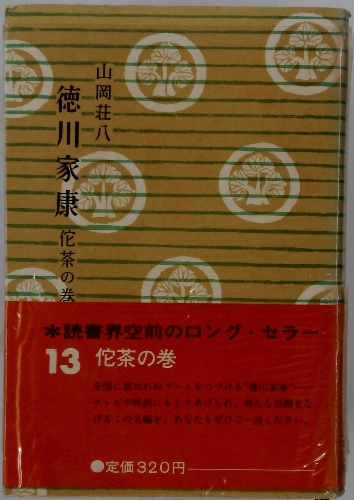 山岡荘八
徳川家康 佗茶の巻
*読書界空前のロング・セラー
13 佗茶の巻
全国に底知れぬブームをつづける"徳川家康"——
テレビや映画にもとりあげられ、新たな話題をな
げるこの名編を、あなたもぜひご一読ください。
●定価320円